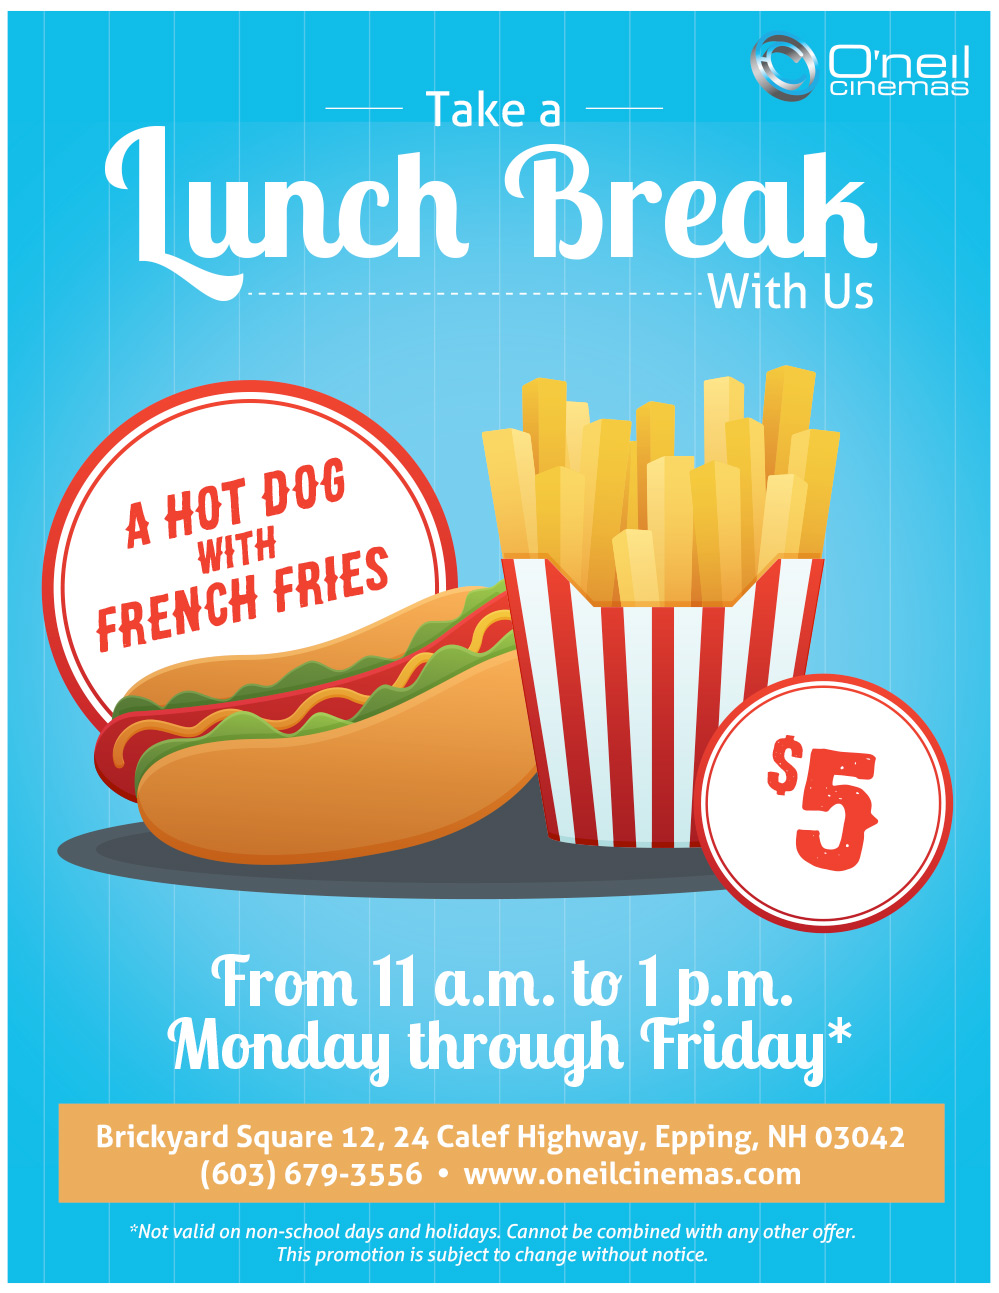 O'neil
cinemas
Take a
Lunch Break
With Us
A HOT DOG
WITH
FRENCH FRIES
$5
From 11 a.m. to 1 p.m.
Monday through Friday*
Brickyard Square 12, 24 Calef Highway, Epping, NH 03042
(603) 679-3556 • www.oneilcinemas.com
*Not valid on non-school days and holidays. Cannot be combined with any other offer.
This promotion is subject to change without notice.